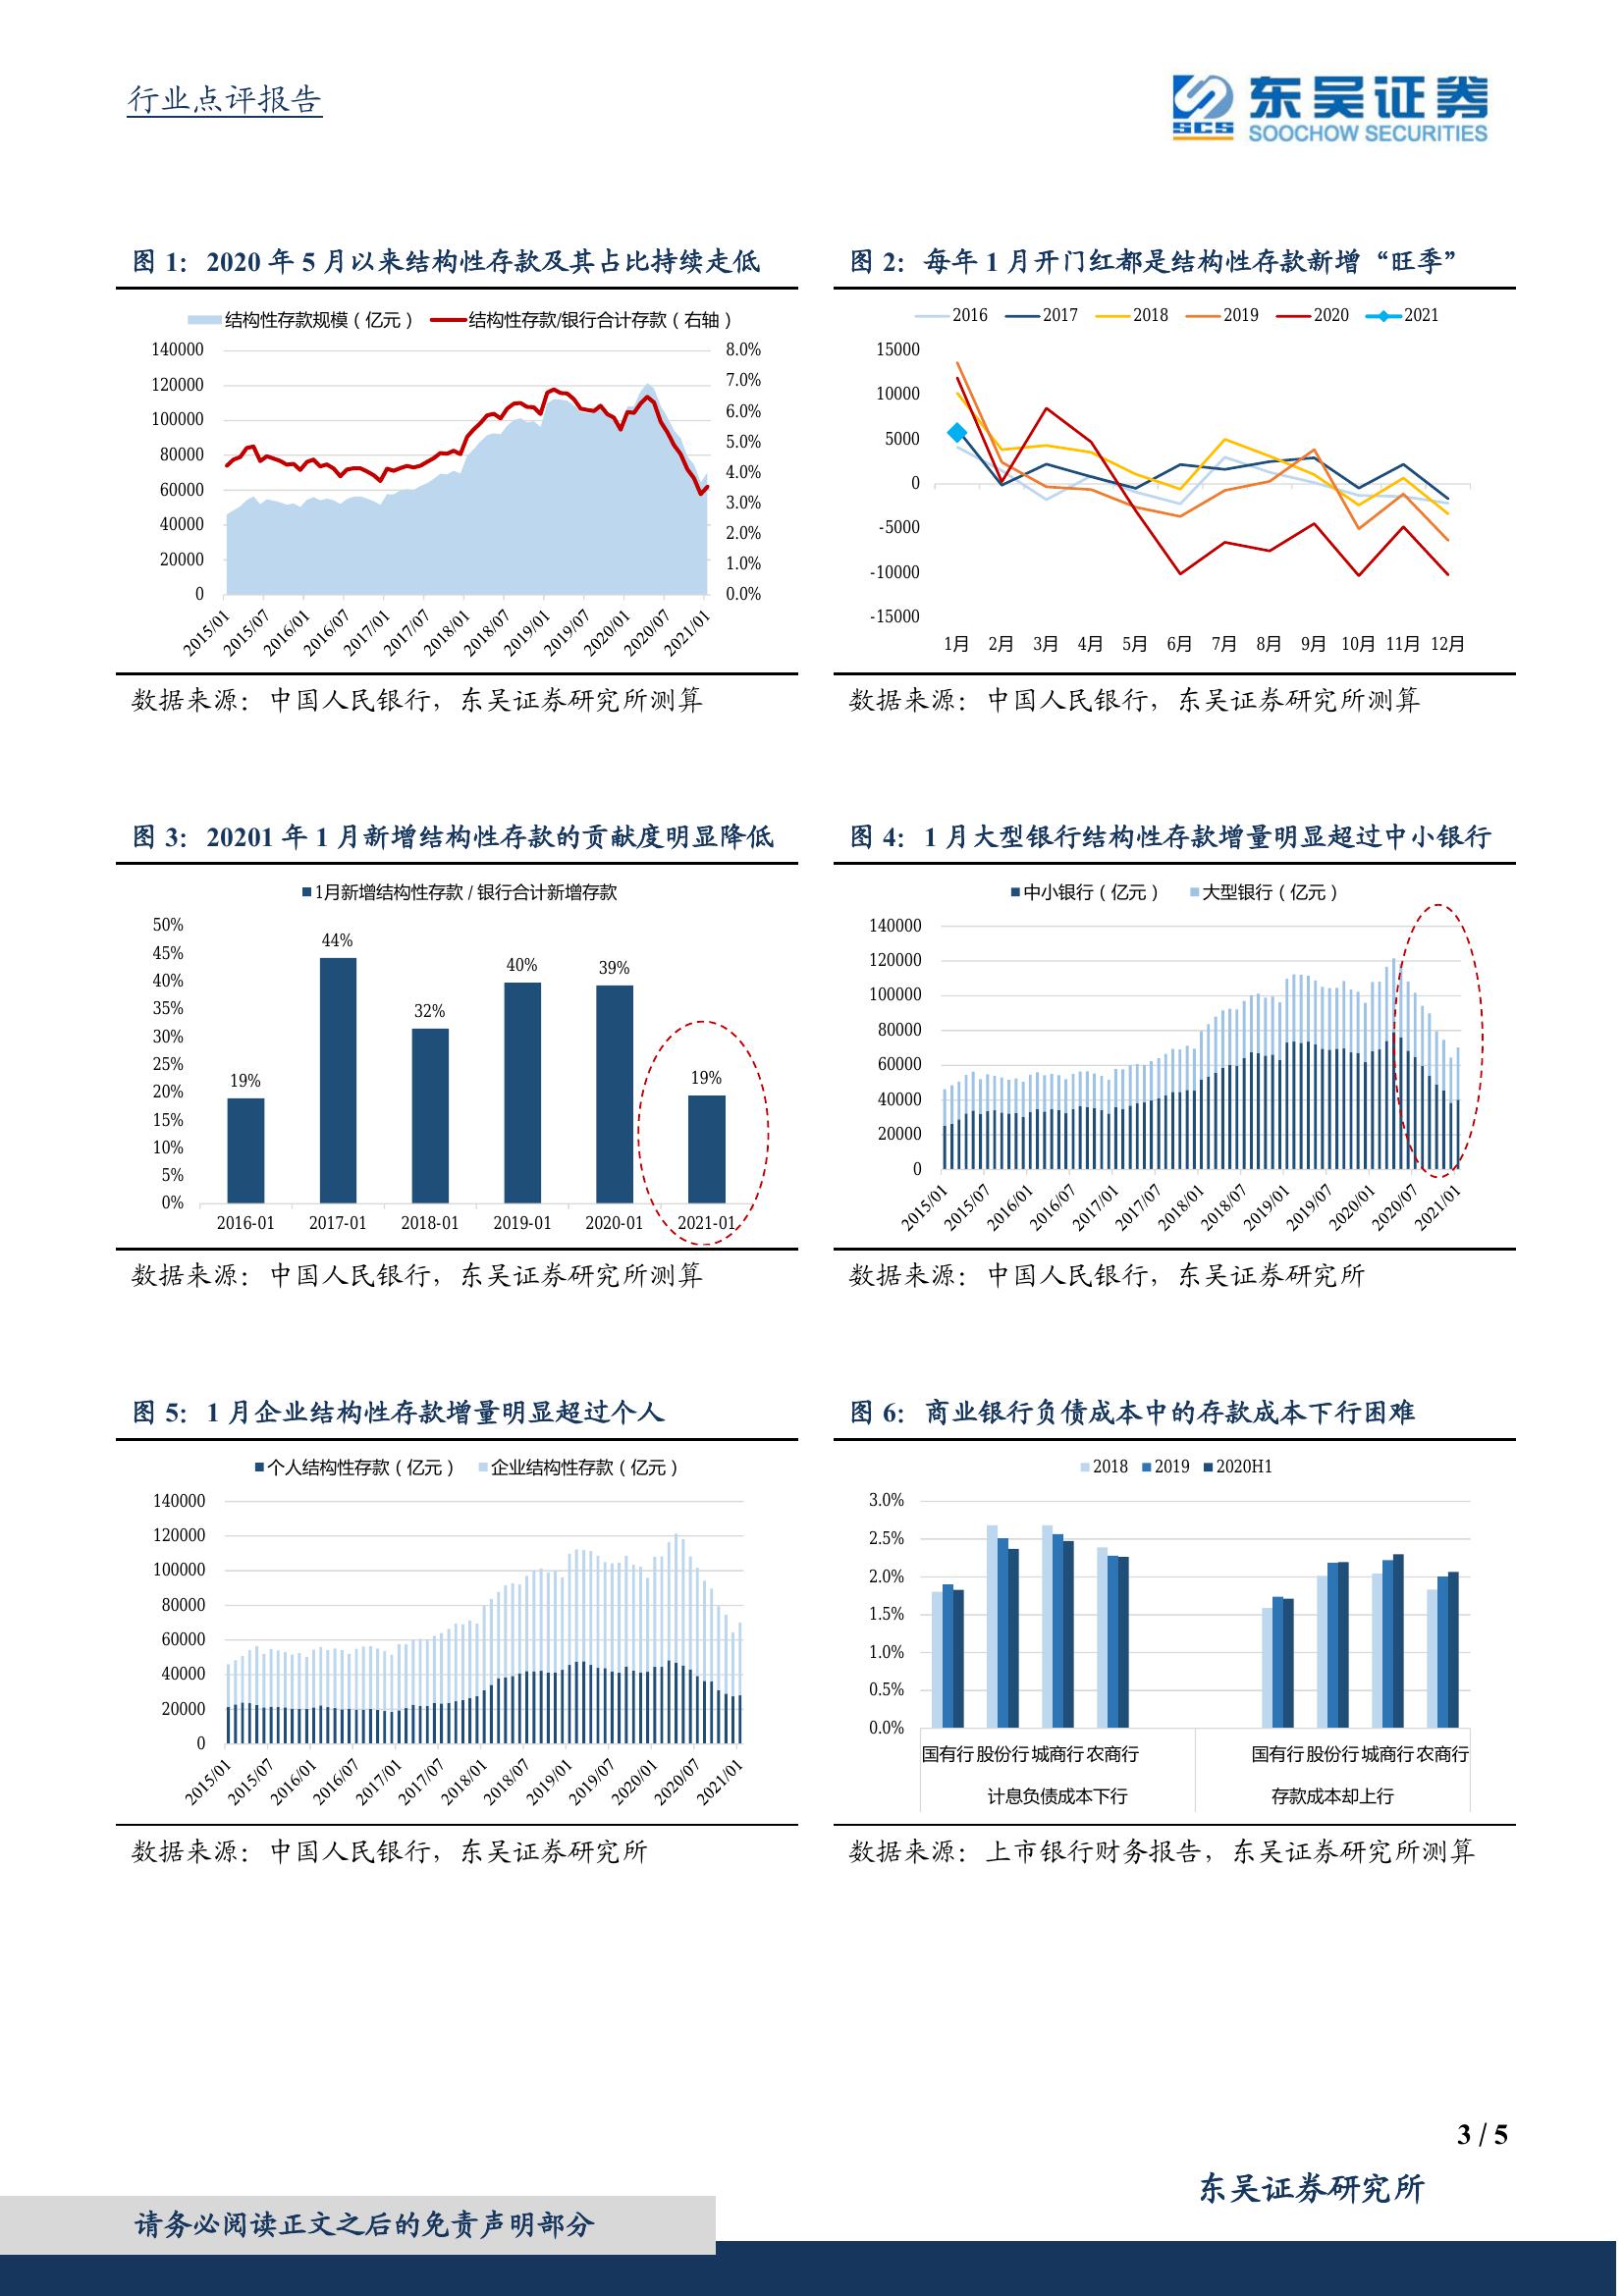 行业点评报告
SCS 东吴证券
SOOCHOW SECURITIES
图 1：2020 年 5 月以来结构性存款及其占比持续走低
结构性存款规模（亿元） 结构性存款/银行合计存款（右轴）
140000
120000
100000
80000
60000
40000
20000
0
8.0%
7.0%
6.0%
5.0%
4.0%
3.0%
2.0%
1.0%
0.0%
2015/01 2015/07 2016/01 2016/07 2017/01 2017/07 2018/01 2018/07 2019/01 2019/07 2020/01 2020/07 2021/01
数据来源：中国人民银行，东吴证券研究所测算
图 2：每年 1 月开门红都是结构性存款新增“旺季”
2016 2017 2018 2019 2020 2021
15000
10000
5000
0
-5000
-10000
-15000
1月 2月 3月 4月 5月 6月 7月 8月 9月 10月 11月 12月
数据来源：中国人民银行，东吴证券研究所测算
图 3：20201 年 1 月新增结构性存款的贡献度明显降低
1月新增结构性存款 / 银行合计新增存款
50%
45%
40%
35%
30%
25%
20%
15%
10%
5%
0%
19% 44% 32% 40% 39% 19%
2016-01 2017-01 2018-01 2019-01 2020-01 2021-01
数据来源：中国人民银行，东吴证券研究所测算
图 4：1 月大型银行结构性存款增量明显超过中小银行
中小银行（亿元） 大型银行（亿元）
140000
120000
100000
80000
60000
40000
20000
0
2015/01 2015/07 2016/01 2016/07 2017/01 2017/07 2018/01 2018/07 2019/01 2019/07 2020/01 2020/07 2021/01
数据来源：中国人民银行，东吴证券研究所
图 5：1 月企业结构性存款增量明显超过个人
个人结构性存款（亿元） 企业结构性存款（亿元）
140000
120000
100000
80000
60000
40000
20000
0
2015/01 2015/07 2016/01 2016/07 2017/01 2017/07 2018/01 2018/07 2019/01 2019/07 2020/01 2020/07 2021/01
数据来源：中国人民银行，东吴证券研究所
图 6：商业银行负债成本中的存款成本下行困难
2018 2019 2020H1
3.0%
2.5%
2.0%
1.5%
1.0%
0.5%
0.0%
国有行 股份行 城商行 农商行 国有行 股份行 城商行 农商行
计息负债成本下行 存款成本却上行
数据来源：上市银行财务报告，东吴证券研究所测算
3 / 5
东吴证券研究所
请务必阅读正文之后的免责声明部分